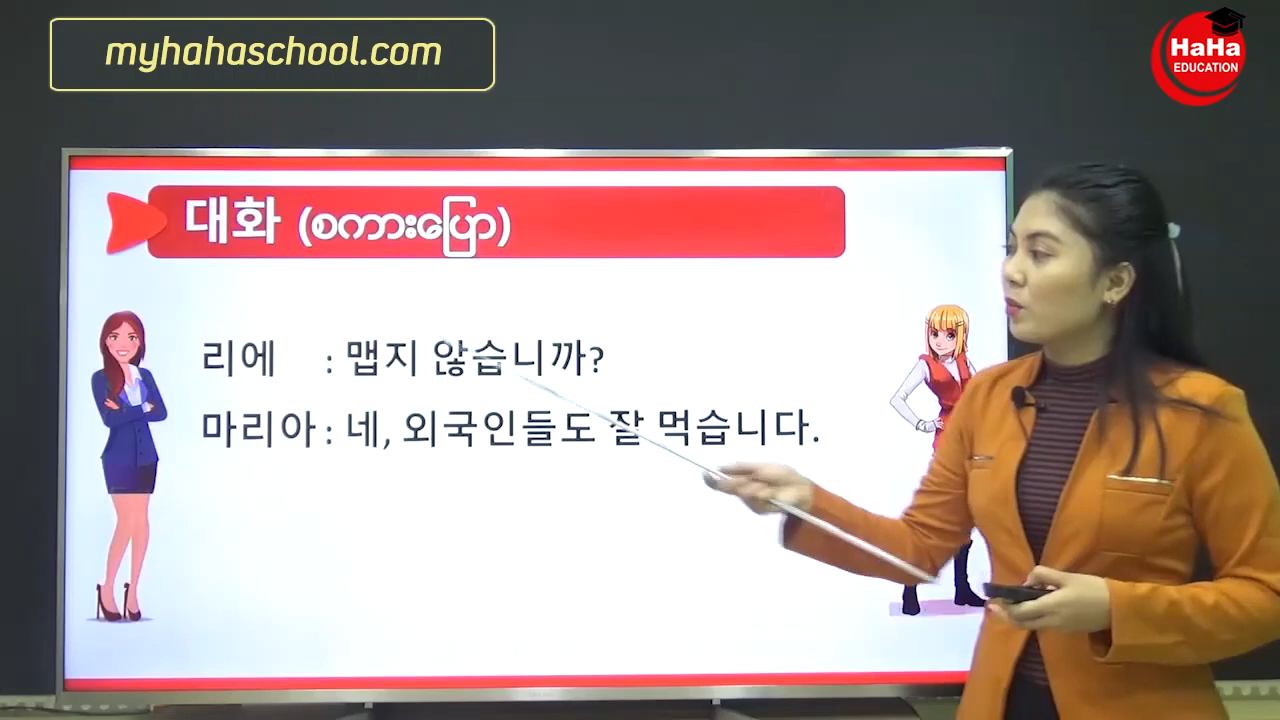 myhahaschool.com
HaHa
EDUCATION
대화 (စကားပြော)
리에 : 맵지 않습니까?
마리아 : 네, 외국인들도 잘 먹습니다.